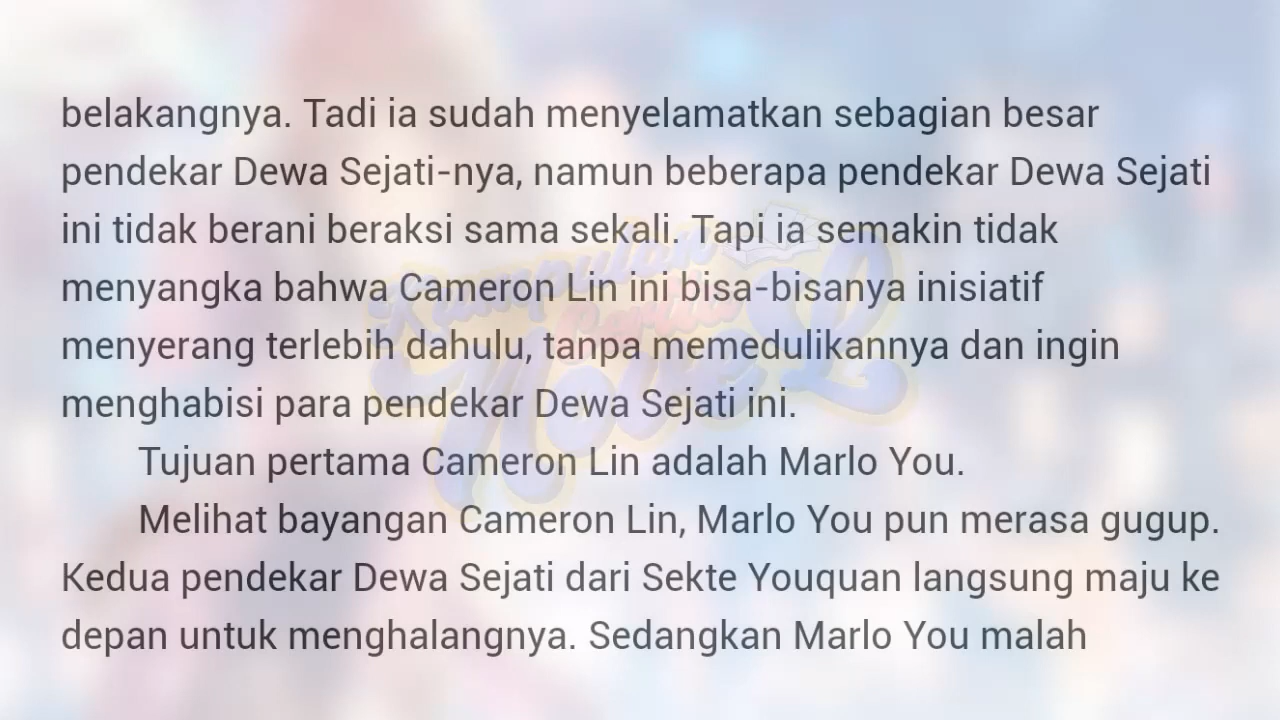 belakangnya. Tadi ia sudah menyelamatkan sebagian besar
pendekar Dewa Sejati-nya, namun beberapa pendekar Dewa Sejati
ini tidak berani beraksi sama sekali. Tapi ia semakin tidak
menyangka bahwa Cameron Lin ini bisa-bisanya inisiatif
menyerang terlebih dahulu, tanpa memedulikannya dan ingin
menghabisi para pendekar Dewa Sejati ini.
Tujuan pertama Cameron Lin adalah Marlo You.
Melihat bayangan Cameron Lin, Marlo You pun merasa gugup.
Kedua pendekar Dewa Sejati dari Sekte Youquan langsung maju ke
depan untuk menghalangnya. Sedangkan Marlo You malah
Kumpulan
Cerita
Novel